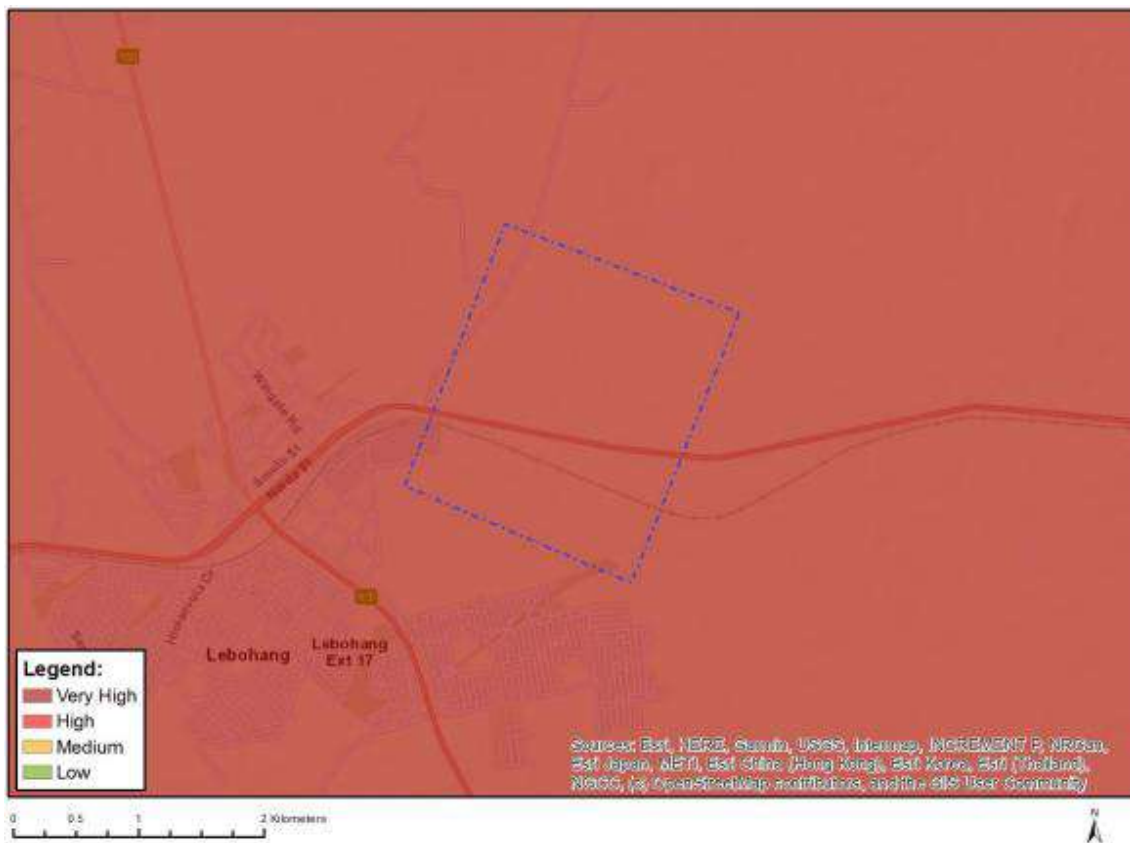 Wingate Rd
Lebohang
Lebohang
Ext 17
Legend:
Very High
High
Medium
Low
Sources: Esri, HERE, Garmin, USGS, Intermap, INCREMENT P, NRCan,
Esri Japan, METI, Esri China (Hong Kong), Esri Korea, Esri (Thailand),
NGCC, (c) OpenStreetMap contributors, and the GIS User Community
0 0.5 1 2 Kilometers
N